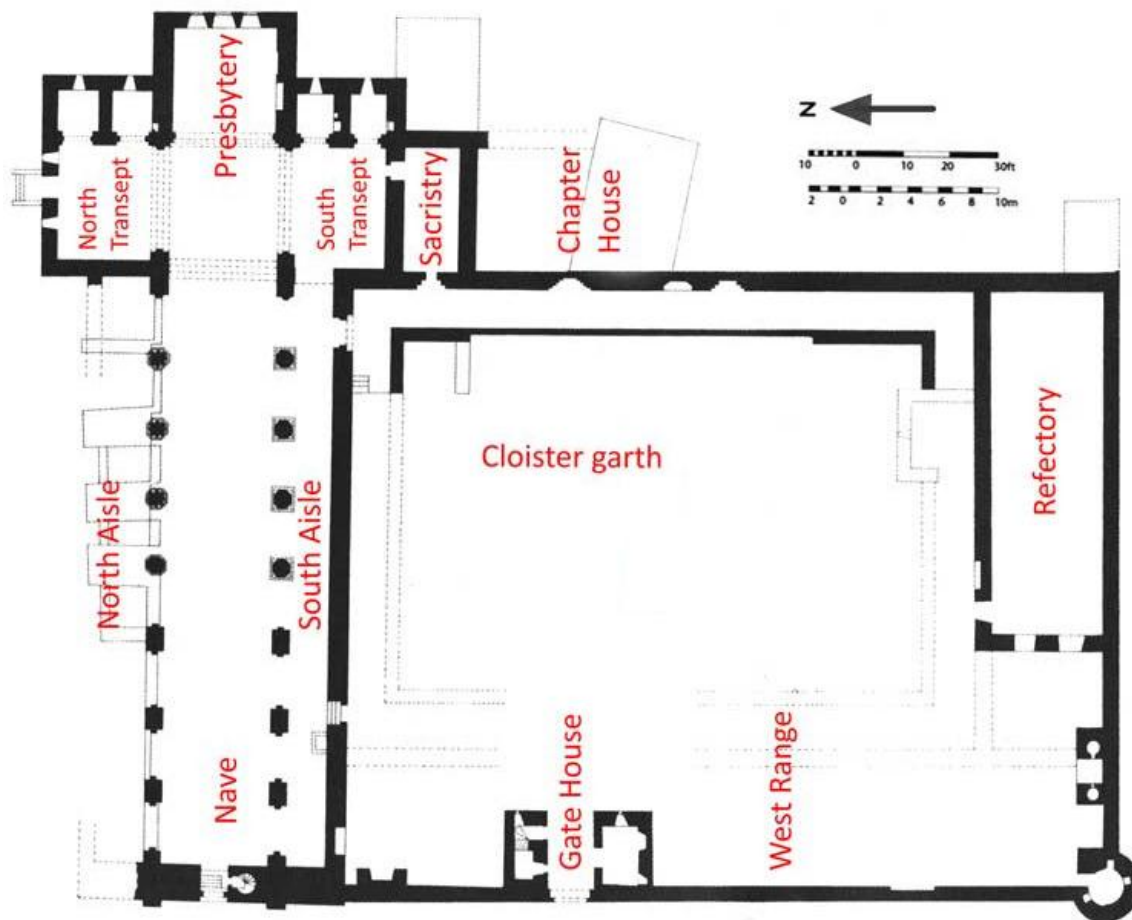 Presbytery
North
Transept
South
Transept
Sacristry
Chapter
House
N
10 0 10 20 30ft
2 0 2 4 6 8 10m
Cloister garth
Refectory
North Aisle
South Aisle
Nave
Gate House
West Range